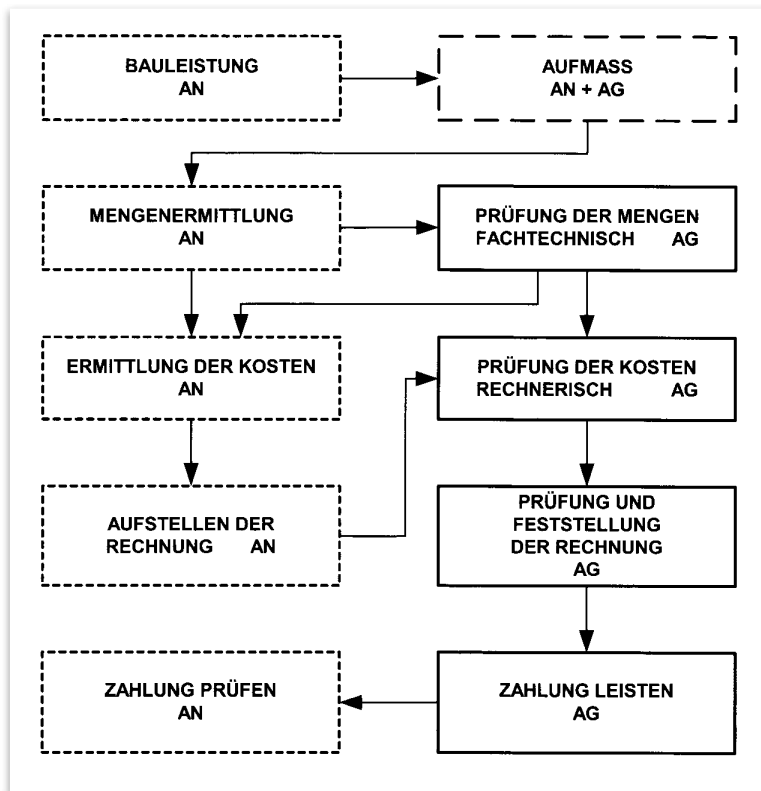 BAULEISTUNG
AN
AUFMASS
AN + AG
MENGENERMITTLUNG
AN
PRÜFUNG DER MENGEN
FACHTECHNISCH AG
ERMITTLUNG DER KOSTEN
AN
PRÜFUNG DER KOSTEN
RECHNERISCH AG
AUFSTELLEN DER
RECHNUNG AN
PRÜFUNG UND
FESTSTELLUNG
DER RECHNUNG
AG
ZAHLUNG PRÜFEN
AN
ZAHLUNG LEISTEN
AG